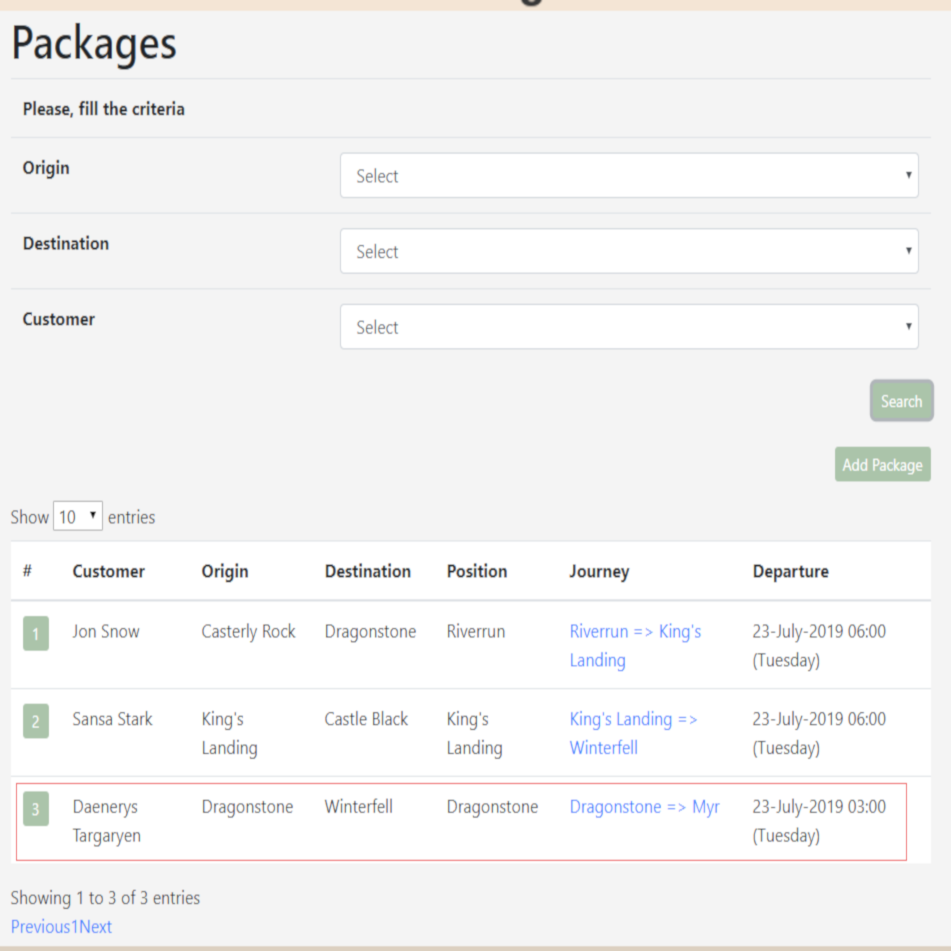 Packages
Please, fill the criteria
Origin Select
Destination Select
Customer Select
Search
Add Package
Show 10 entries
# Customer Origin Destination Position Journey Departure
1 Jon Snow Casterly Rock Dragonstone Riverrun Riverrun => King's 23-July-2019 06:00
Landing (Tuesday)
2 Sansa Stark King's Castle Black King's King's Landing => 23-July-2019 06:00
Landing Landing Winterfell (Tuesday)
3 Daenerys Dragonstone Winterfell Dragonstone Dragonstone => Myr 23-July-2019 03:00
Targaryen (Tuesday)
Showing 1 to 3 of 3 entries
Previous1Next